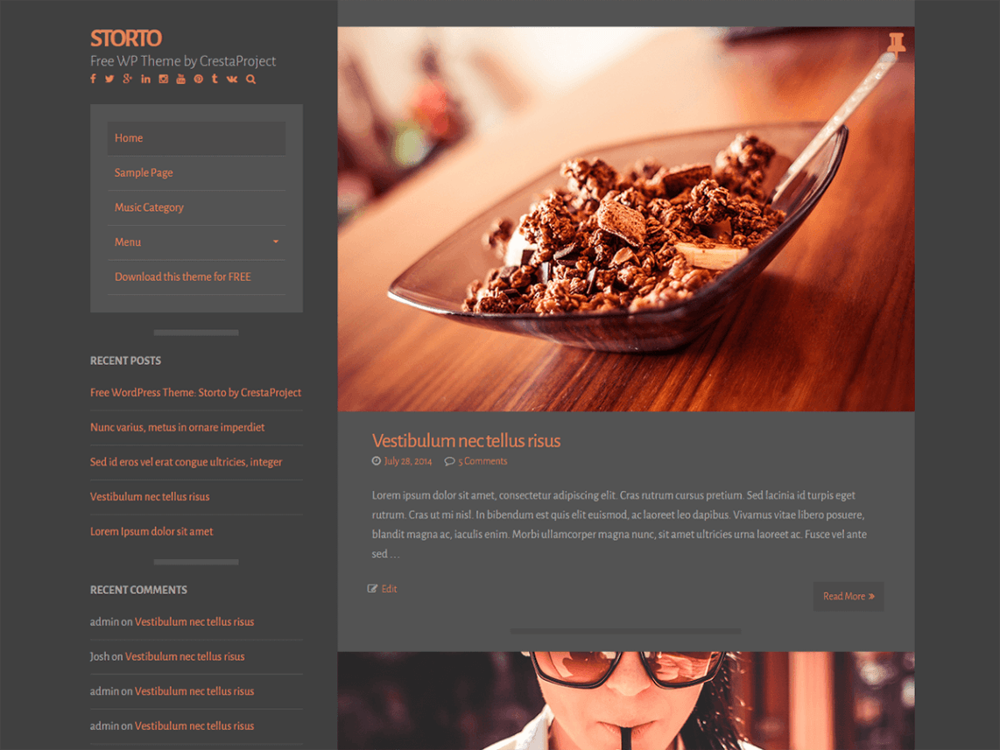 STORTO
Free WP Theme by CrestaProject
Home
Sample Page
Music Category
Menu
Download this theme for FREE
RECENT POSTS
Free WordPress Theme: Storto by CrestaProject
Nunc varius, metus in ornare imperdiet
Sed id eros vel erat congue ultricies, integer
Vestibulum nec tellus risus
Lorem Ipsum dolor sit amet
RECENT COMMENTS
admin on Vestibulum nec tellus risus
Josh on Vestibulum nec tellus risus
admin on Vestibulum nec tellus risus
admin on Vestibulum nec tellus risus
Vestibulum nec tellus risus
July 28, 2014 5 Comments
Lorem ipsum dolor sit amet, consectetur adipiscing elit. Cras rutrum cursus pretium. Sed lacinia id turpis eget
rutrum. Cras ut mi nisl. In bibendum est quis elit euismod, ac laoreet leo dapibus. Vivamus vitae libero posuere,
blandit magna ac, iaculis enim. Morbi ullamcorper magna nunc, sit amet ultricies urna laoreet ac. Fusce vel ante
sed …
Edit
Read More »